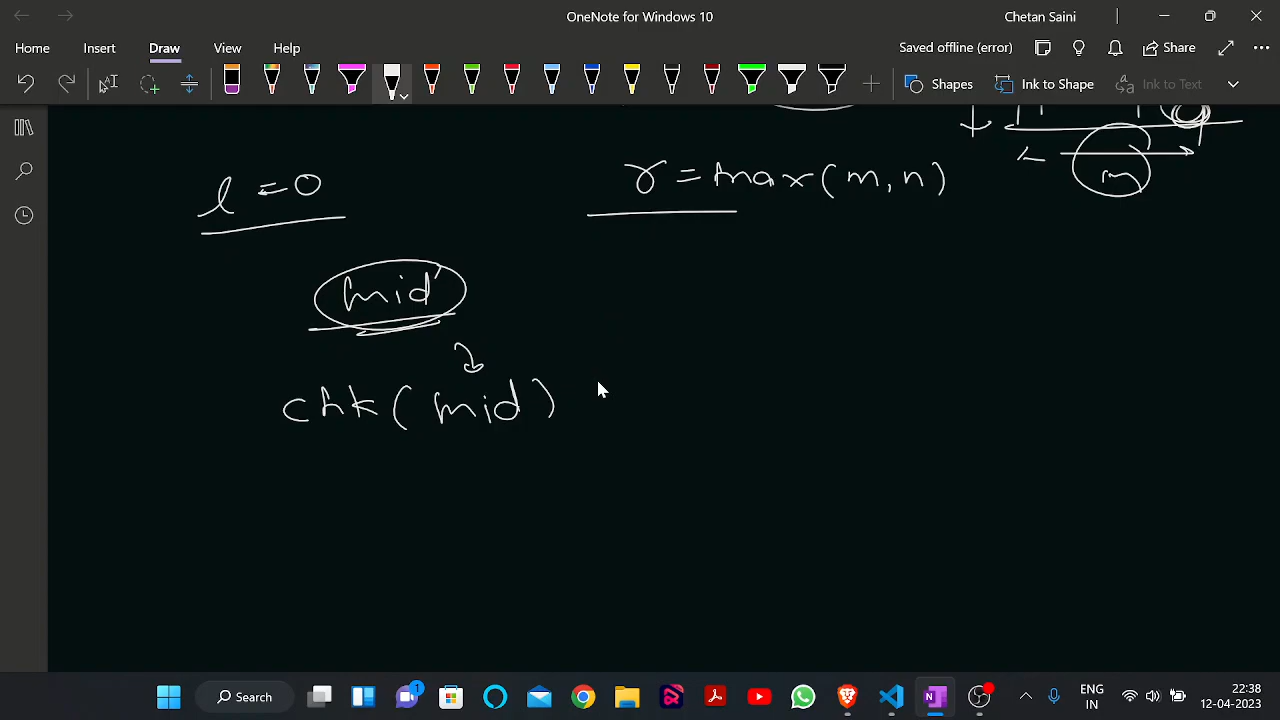 OneNote for Windows 10
Chetan Saini
Home Insert Draw View Help
Saved offline (error)
Share
Shapes
Ink to Shape
Ink to Text
l = 0
r = max(m, n)
m
mid
chk(mid)
Search
1
ENG
IN
22:38
12-04-2023